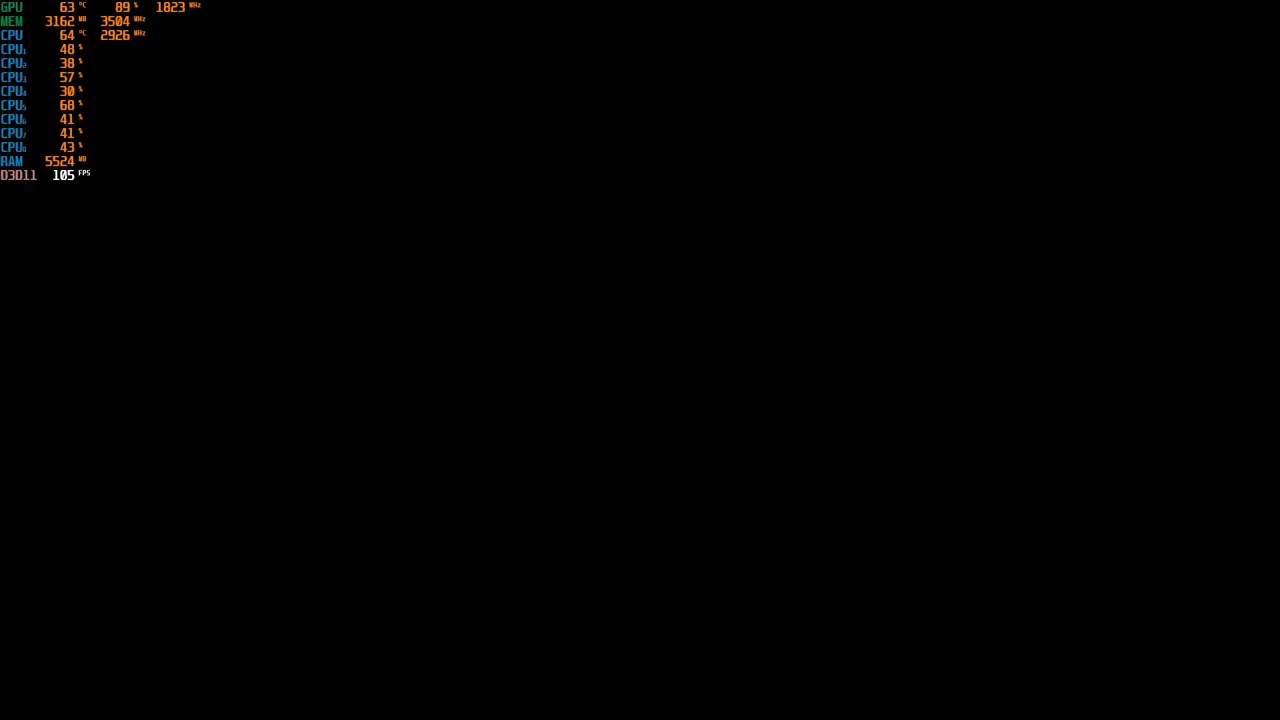 GPU 63 °C 89 % 1823 MHz
MEM 3162 MB 3504 MHz
CPU 64 °C 2926 MHz
CPU1 48 %
CPU2 38 %
CPU3 57 %
CPU4 30 %
CPU5 68 %
CPU6 41 %
CPU7 41 %
CPU8 43 %
RAM 5524 MB
D3D11 105 FPS